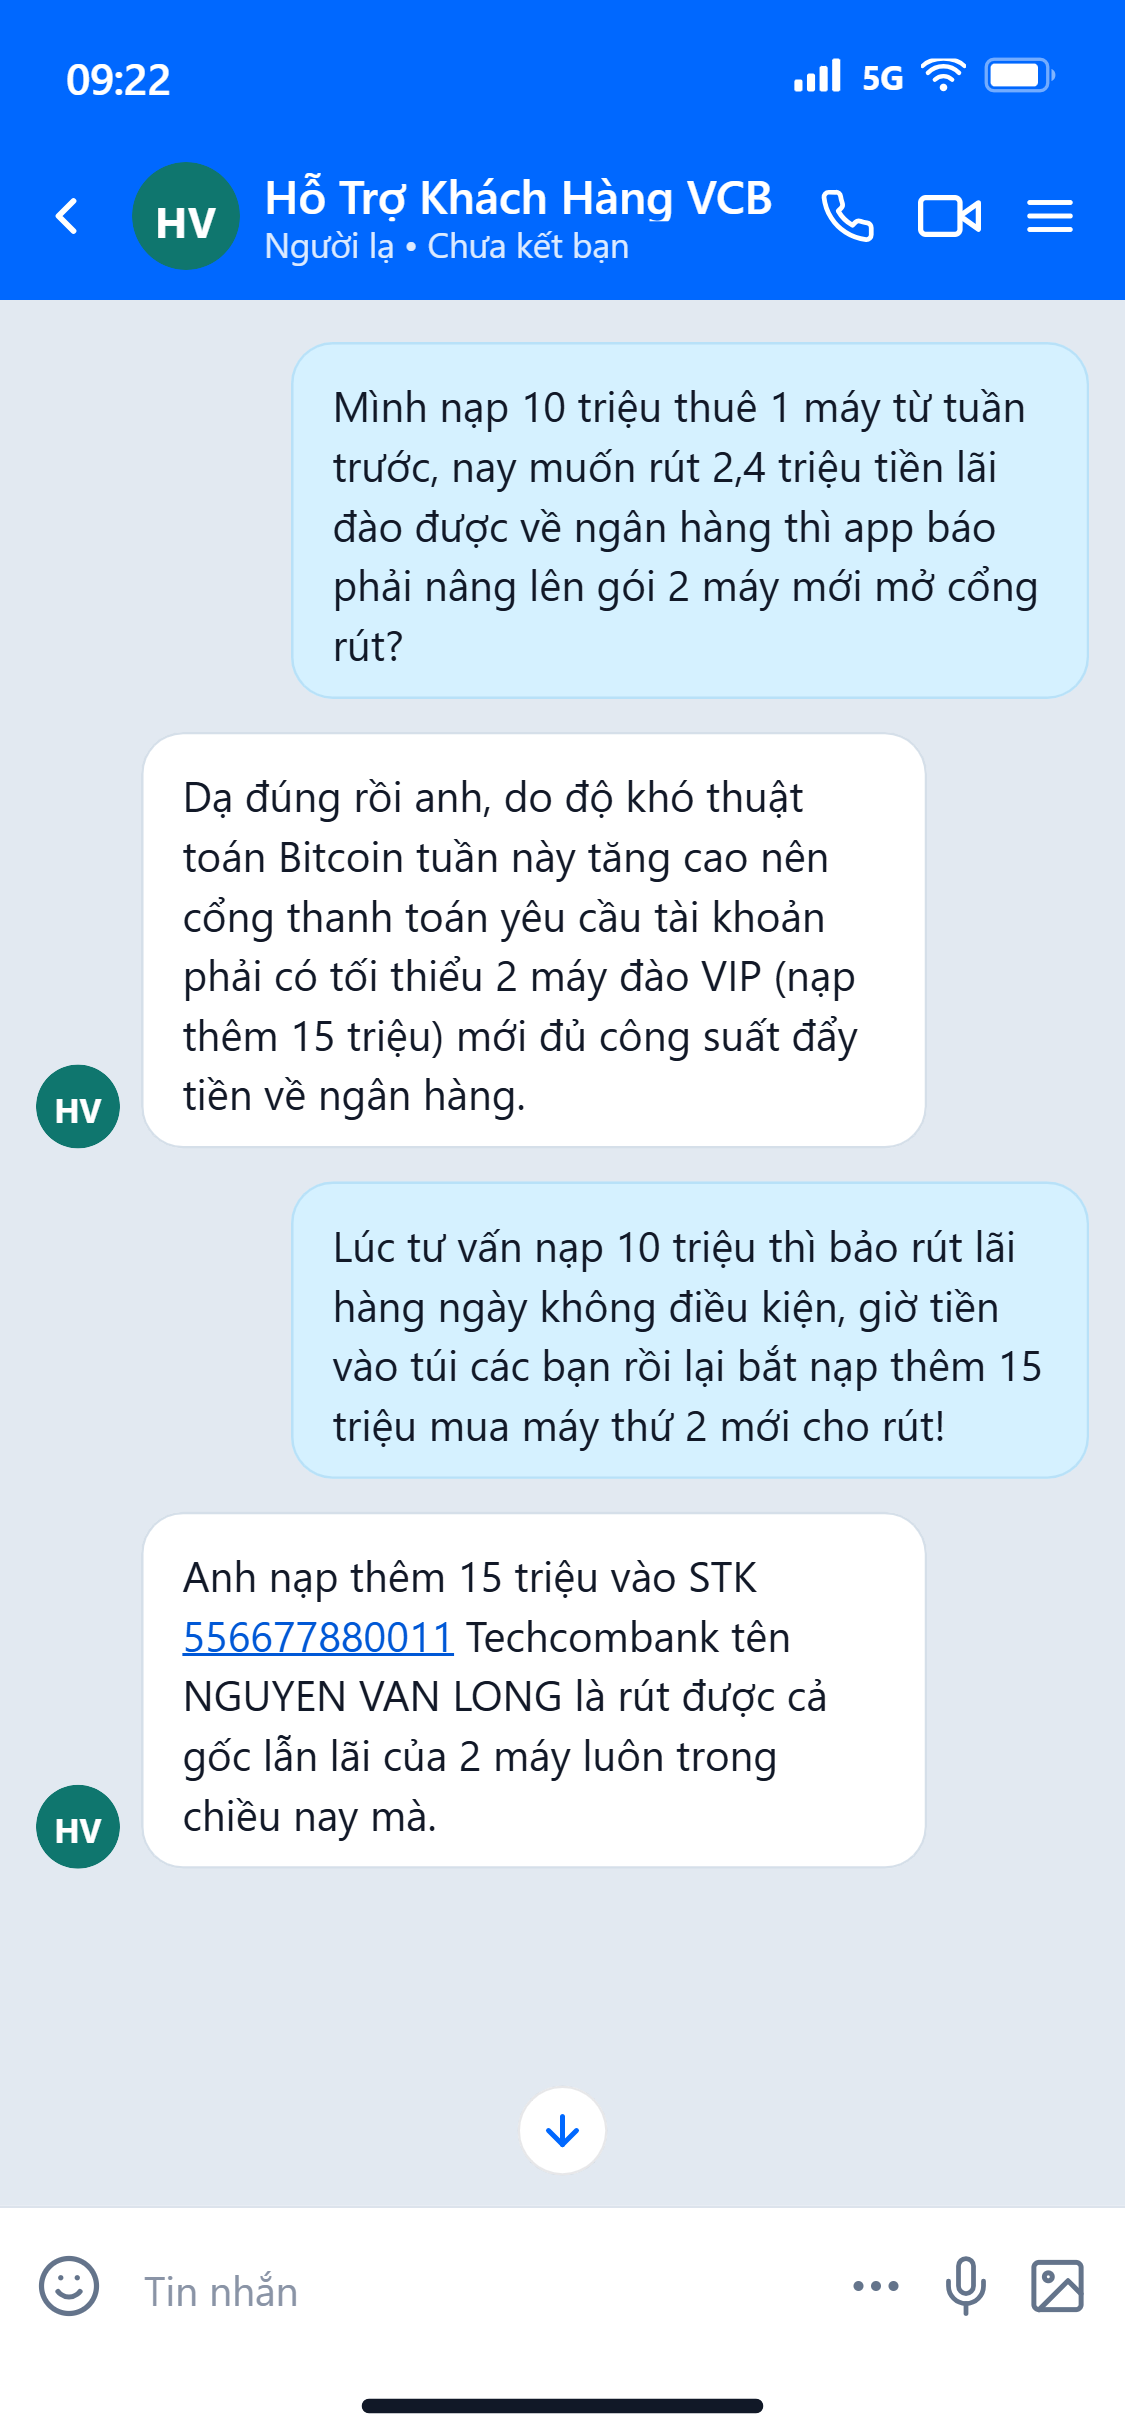 09:22
5G
HV
Hỗ Trợ Khách Hàng VCB
Người lạ • Chưa kết bạn
Mình nạp 10 triệu thuê 1 máy từ tuần
trước, nay muốn rút 2,4 triệu tiền lãi
đào được về ngân hàng thì app báo
phải nâng lên gói 2 máy mới mở cổng
rút?
Dạ đúng rồi anh, do độ khó thuật
toán Bitcoin tuần này tăng cao nên
cổng thanh toán yêu cầu tài khoản
phải có tối thiểu 2 máy đào VIP (nạp
thêm 15 triệu) mới đủ công suất đẩy
tiền về ngân hàng.
HV
Lúc tư vấn nạp 10 triệu thì bảo rút lãi
hàng ngày không điều kiện, giờ tiền
vào túi các bạn rồi lại bắt nạp thêm 15
triệu mua máy thứ 2 mới cho rút!
Anh nạp thêm 15 triệu vào STK
556677880011 Techcombank tên
NGUYEN VAN LONG là rút được cả
gốc lẫn lãi của 2 máy luôn trong
chiều nay mà.
HV
Tin nhắn